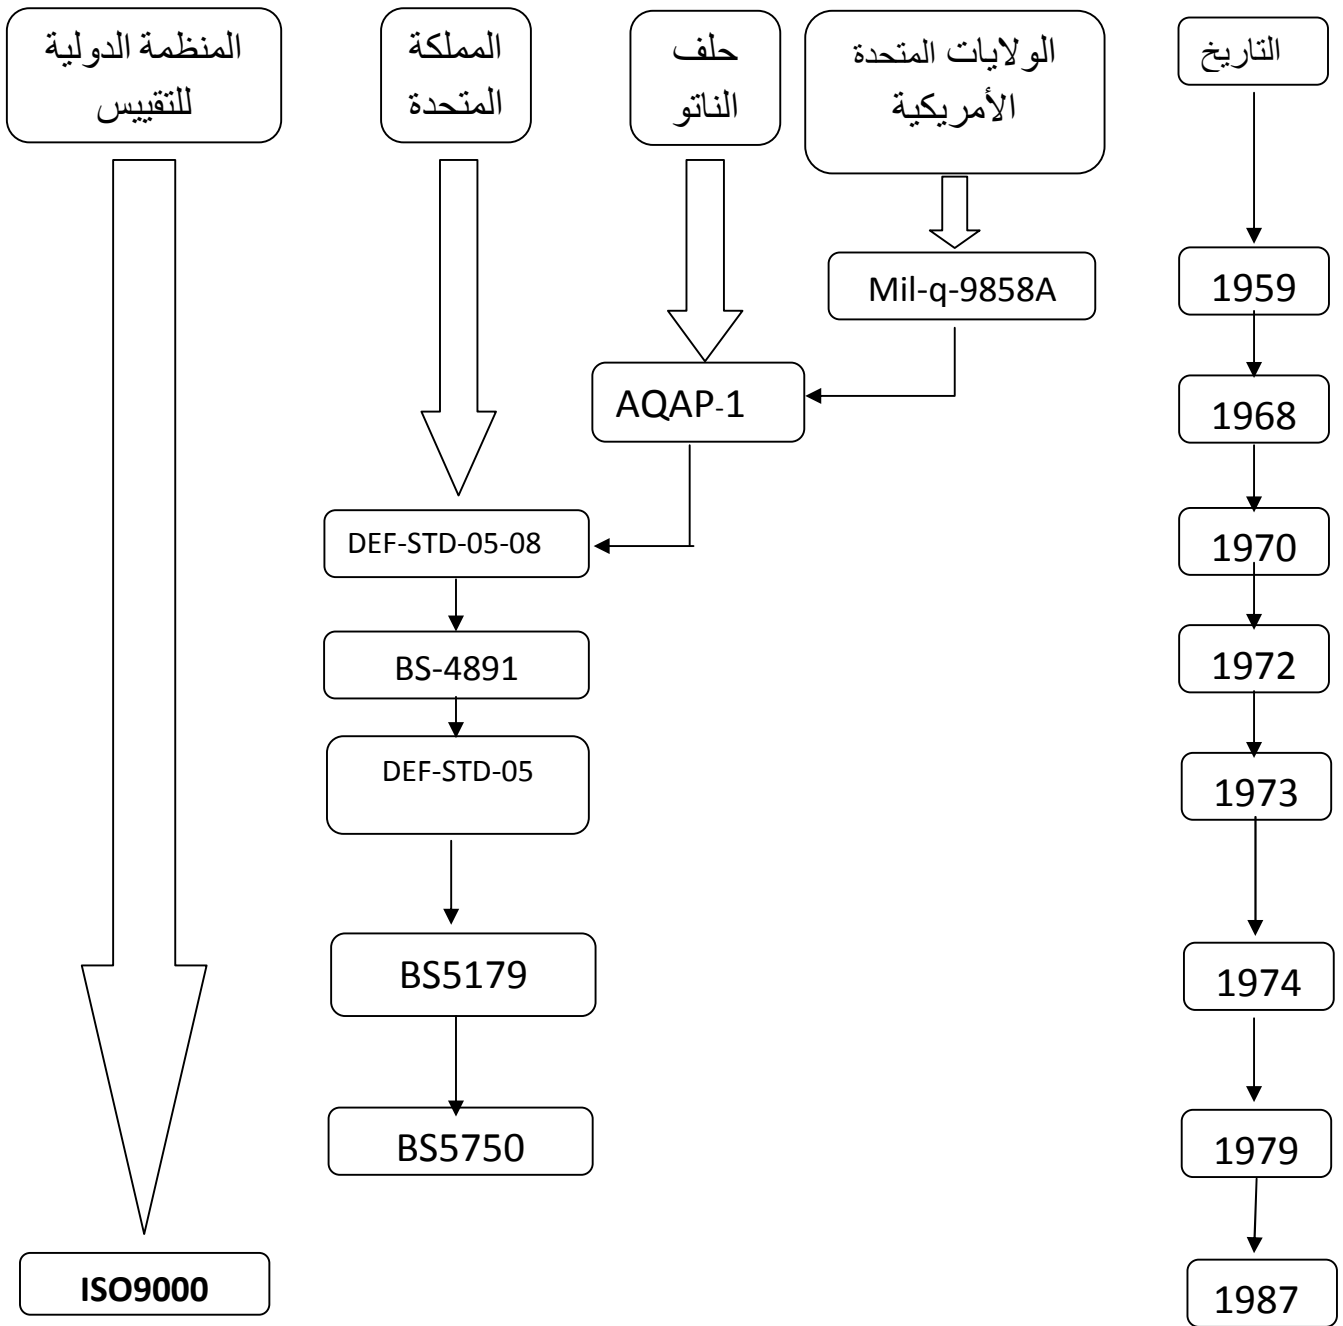 التاريخ
الولايات المتحدة
الأمريكية
حلف
الناتو
المملكة
المتحدة
المنظمة الدولية
للتقييس
1959
Mil-q-9858A
1968
AQAP-1
1970
DEF-STD-05-08
1972
BS-4891
1973
DEF-STD-05
1974
BS5179
1979
BS5750
1987
ISO9000